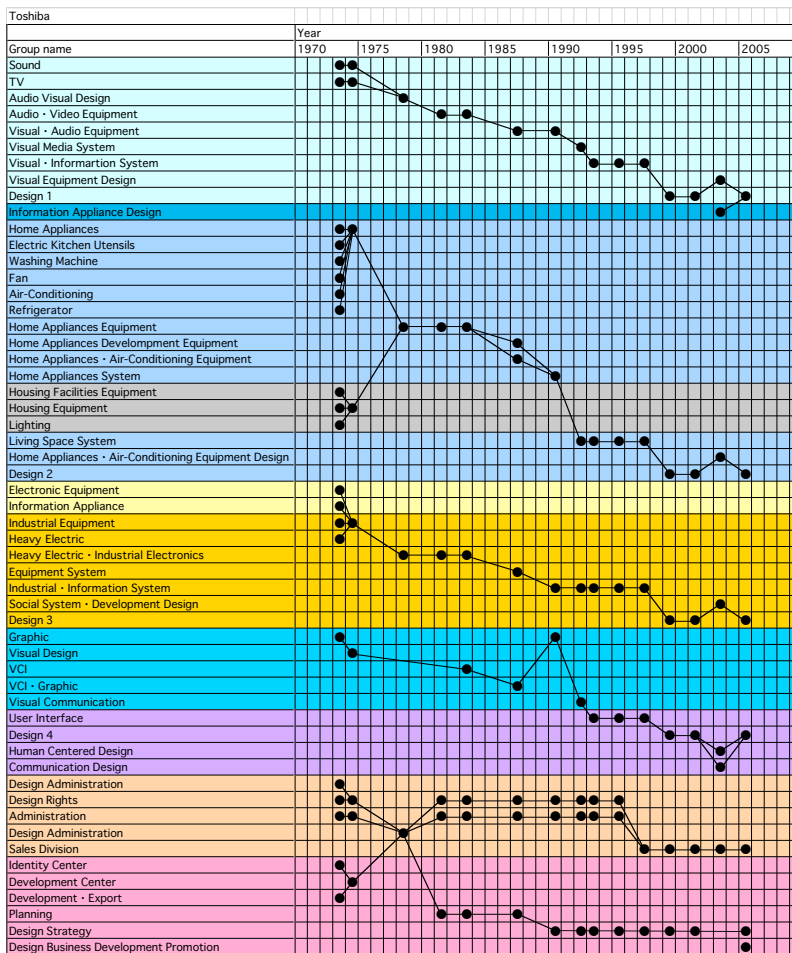 Toshiba
Year
Group name 1970 1975 1980 1985 1990 1995 2000 2005
Sound
TV
Audio Visual Design
Audio・Video Equipment
Visual・Audio Equipment
Visual Media System
Visual・Informartion System
Visual Equipment Design
Design 1
Information Appliance Design
Home Appliances
Electric Kitchen Utensils
Washing Machine
Fan
Air-Conditioning
Refrigerator
Home Appliances Equipment
Home Appliances Develompment Equipment
Home Appliances・Air-Conditioning Equipment
Home Appliances System
Housing Facilities Equipment
Housing Equipment
Lighting
Living Space System
Home Appliances・Air-Conditioning Equipment Design
Design 2
Electronic Equipment
Information Appliance
Industrial Equipment
Heavy Electric
Heavy Electric・Industrial Electronics
Equipment System
Industrial・Information System
Social System・Development Design
Design 3
Graphic
Visual Design
VCI
VCI・Graphic
Visual Communication
User Interface
Design 4
Human Centered Design
Communication Design
Design Administration
Design Rights
Administration
Design Administration
Sales Division
Identity Center
Development Center
Development・Export
Planning
Design Strategy
Design Business Development Promotion